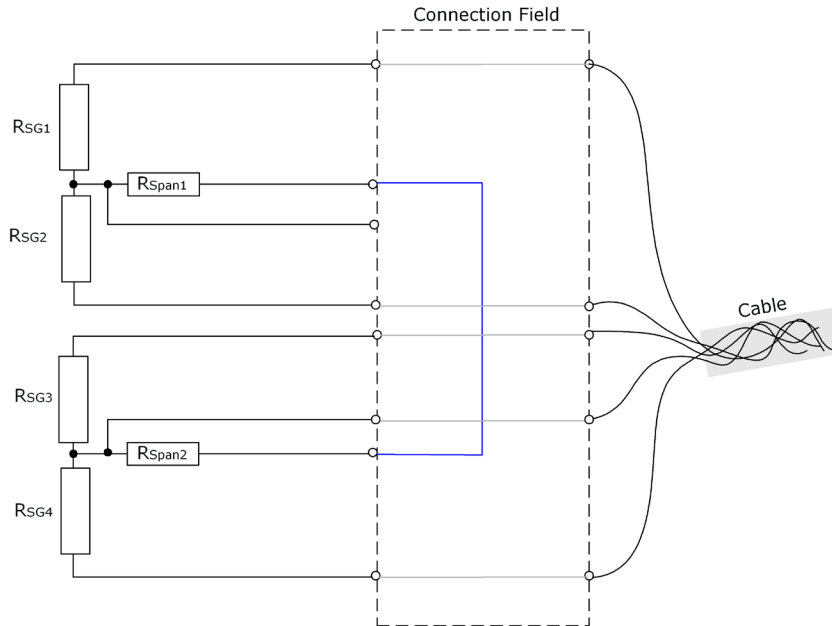 Connection Field
RSG1
RSpan1
RSG2
Cable
RSG3
RSpan2
RSG4